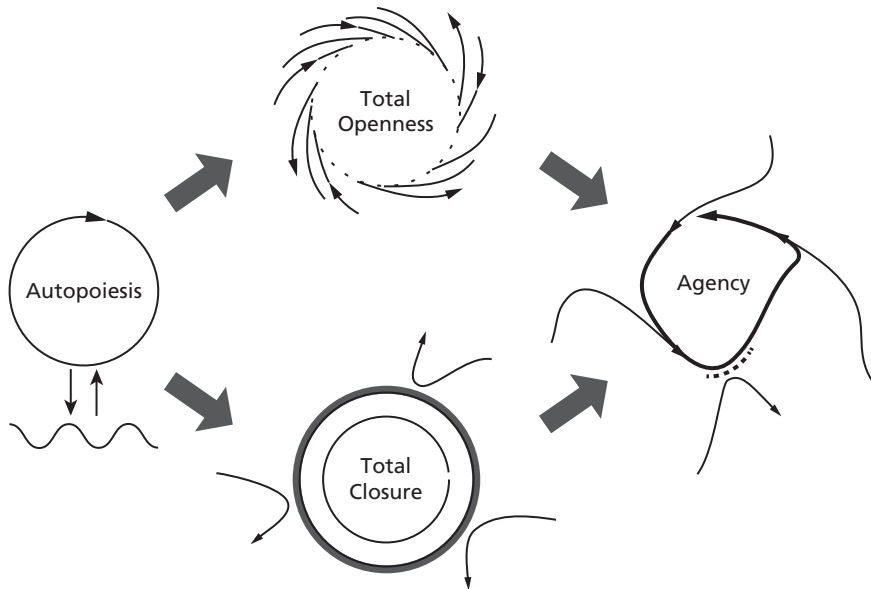 Autopoiesis
Total
Openness
Total
Closure
Agency